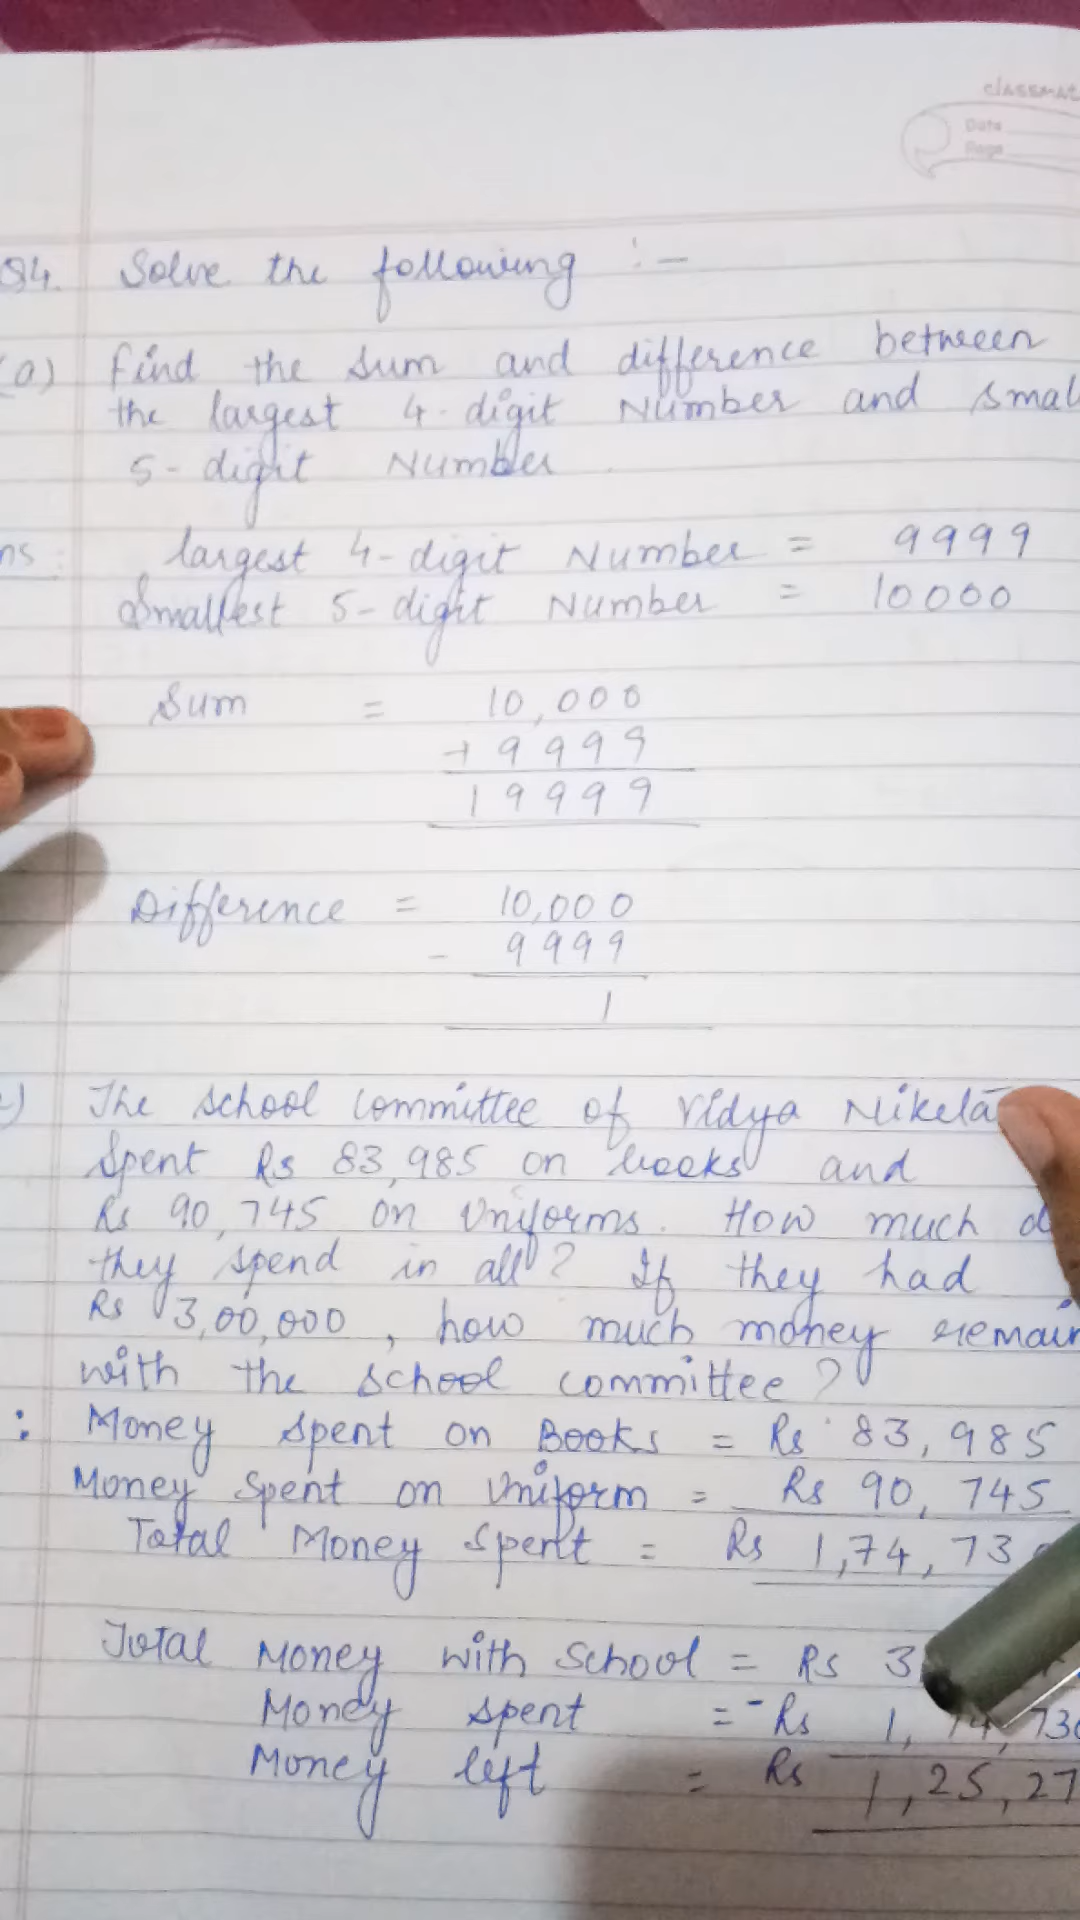 classmat
Date
Page
Q4. Solve the following :-
(a) find the sum and difference between
the largest 4-digit Number and small
5-digit Number
ns: largest 4-digit Number = 9999
Smallest 5-digit Number = 10000
Sum = 10,000
+ 9999
19999
Difference = 10,000
- 9999
1
) The school committee of Vidya Niketa
Spent Rs 83,985 on books and
Rs 90,745 on Uniforms. How much d
they spend in all? If they had
Rs 3,00,000, how much money remain
with the school committee?
: Money spent on Books = Rs 83,985
Money Spent on Uniform = Rs 90,745
Total Money spent = Rs 1,74,73
Total Money with School = Rs 3
Money spent = - Rs 1,74,730
Money left = Rs 1,25,27